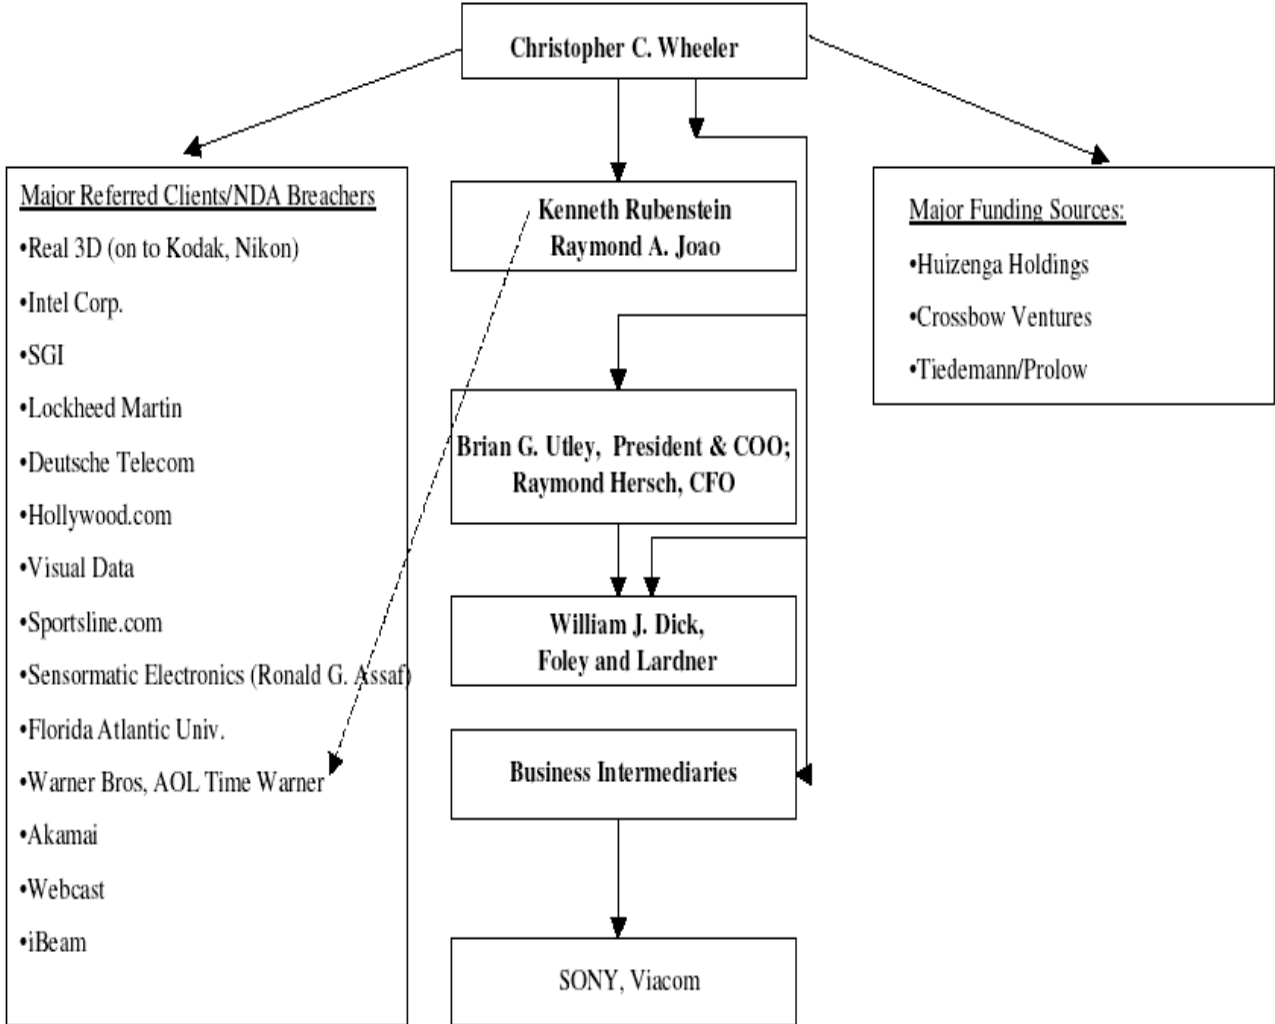 Christopher C. Wheeler
Major Referred Clients/NDA Breachers
•Real 3D (on to Kodak, Nikon)
•Intel Corp.
•SGI
•Lockheed Martin
•Deutsche Telecom
•Hollywood.com
•Visual Data
•Sportsline.com
•Sensormatic Electronics (Ronald G. Assaf)
•Florida Atlantic Univ.
•Warner Bros, AOL Time Warner
•Akamai
•Webcast
•iBeam
Kenneth Rubenstein
Raymond A. Joao
Brian G. Utley, President & COO;
Raymond Hersch, CFO
William J. Dick,
Foley and Lardner
Business Intermediaries
SONY, Viacom
Major Funding Sources:
•Huizenga Holdings
•Crossbow Ventures
•Tiedemann/Prolow